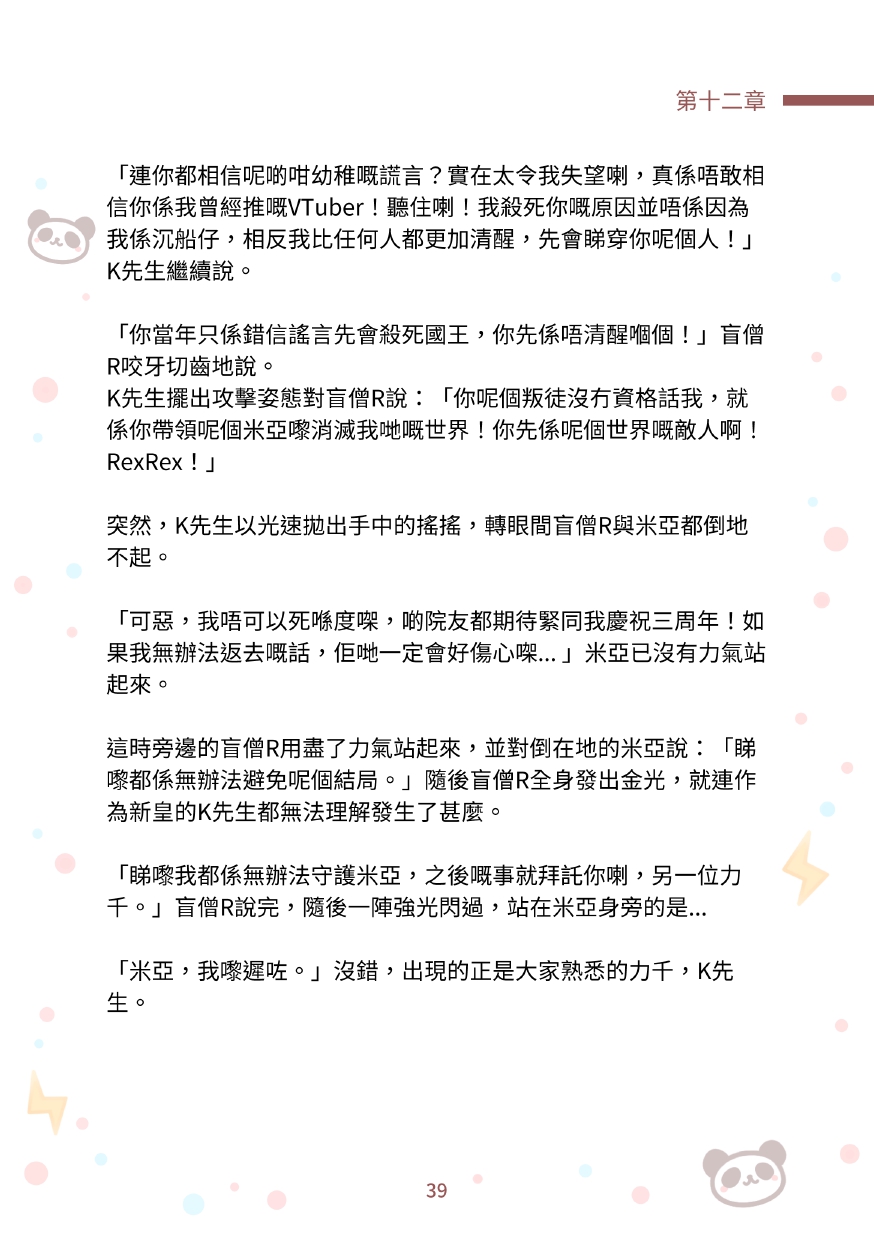 第十二章
「連你都相信呢啲咁幼稚嘅謊言？實在太令我失望喇，真係唔敢相
信你係我曾經推嘅VTuber！聽住喇！我殺死你嘅原因並唔係因為
我係沉船仔，相反我比任何人都更加清醒，先會睇穿你呢個人！」
K先生繼續說。
「你當年只係錯信謠言先會殺死國王，你先係唔清醒嗰個！」盲僧
R咬牙切齒地說。
K先生擺出攻擊姿態對盲僧R說：「你呢個叛徒沒冇資格話我，就
係你帶領呢個米亞嚟消滅我哋嘅世界！你先係呢個世界嘅敵人啊！
RexRex！」
突然，K先生以光速拋出手中的搖搖，轉眼間盲僧R與米亞都倒地
不起。
「可惡，我唔可以死喺度㗎，啲院友都期待緊同我慶祝三周年！如
果我無辦法返去嘅話，佢哋一定會好傷心㗎...」米亞已沒有力氣站
起來。
這時旁邊的盲僧R用盡了力氣站起來，並對倒在地的米亞說：「睇
嚟都係無辦法避免呢個結局。」隨後盲僧R全身發出金光，就連作
為新皇的K先生都無法理解發生了甚麼。
「睇嚟我都係無辦法守護米亞，之後嘅事就拜託你喇，另一位力
千。」盲僧R說完，隨後一陣強光閃過，站在米亞身旁的是...
「米亞，我嚟遲咗。」沒錯，出現的正是大家熟悉的力千，K先
生。
39